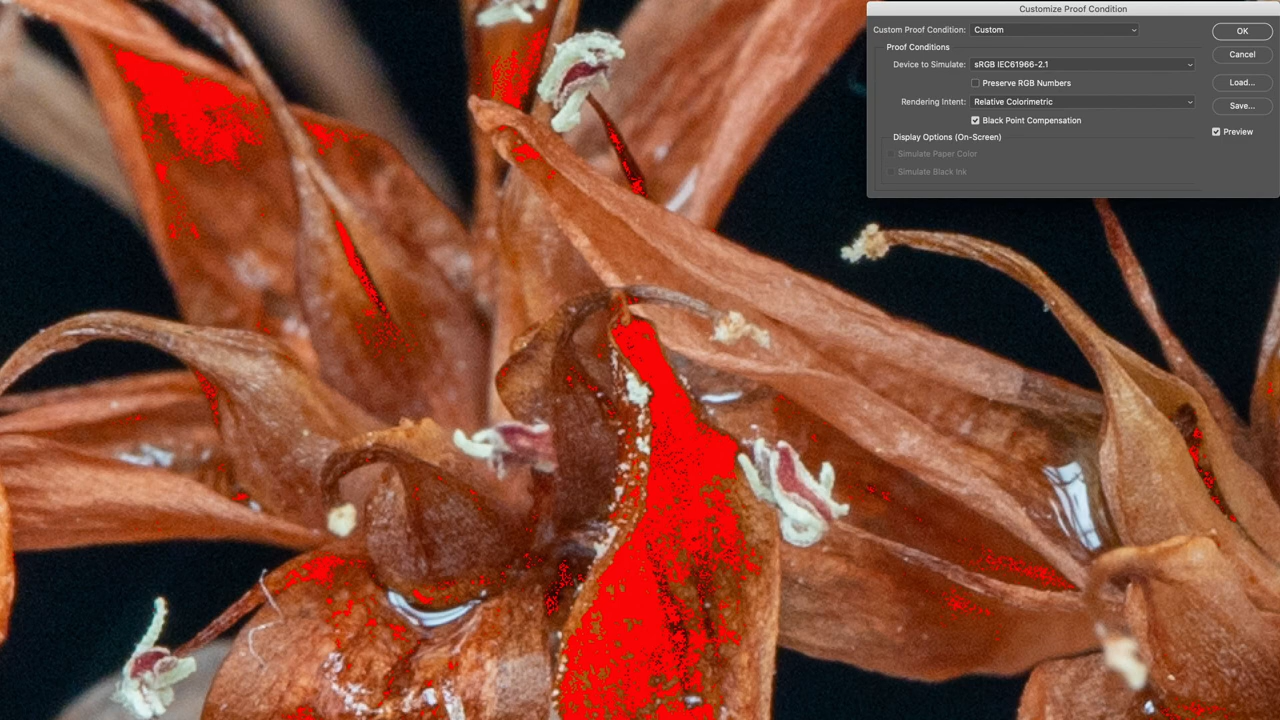 Customize Proof Condition
Custom Proof Condition: Custom
OK
Proof Conditions
Cancel
Device to Simulate: sRGB IEC61966-2.1
Preserve RGB Numbers
Load...
Rendering Intent: Relative Colorimetric
Save...
Black Point Compensation
Preview
Display Options (On-Screen)
Simulate Paper Color
Simulate Black Ink